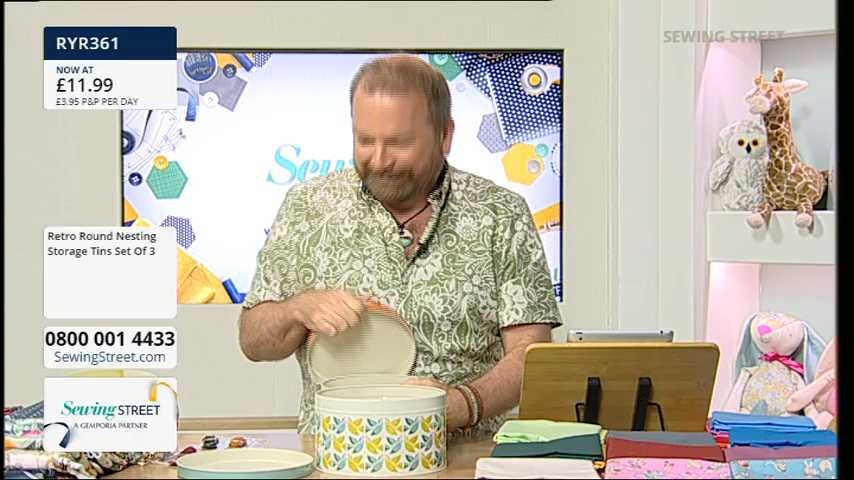 RYR361
NOW AT
£11.99
£3.95 P&P PER DAY
SEWING STREET
Retro Round Nesting
Storage Tins Set Of 3
0800 001 4433
SewingStreet.com
Sewing STREET
A GEMPORIA PARTNER